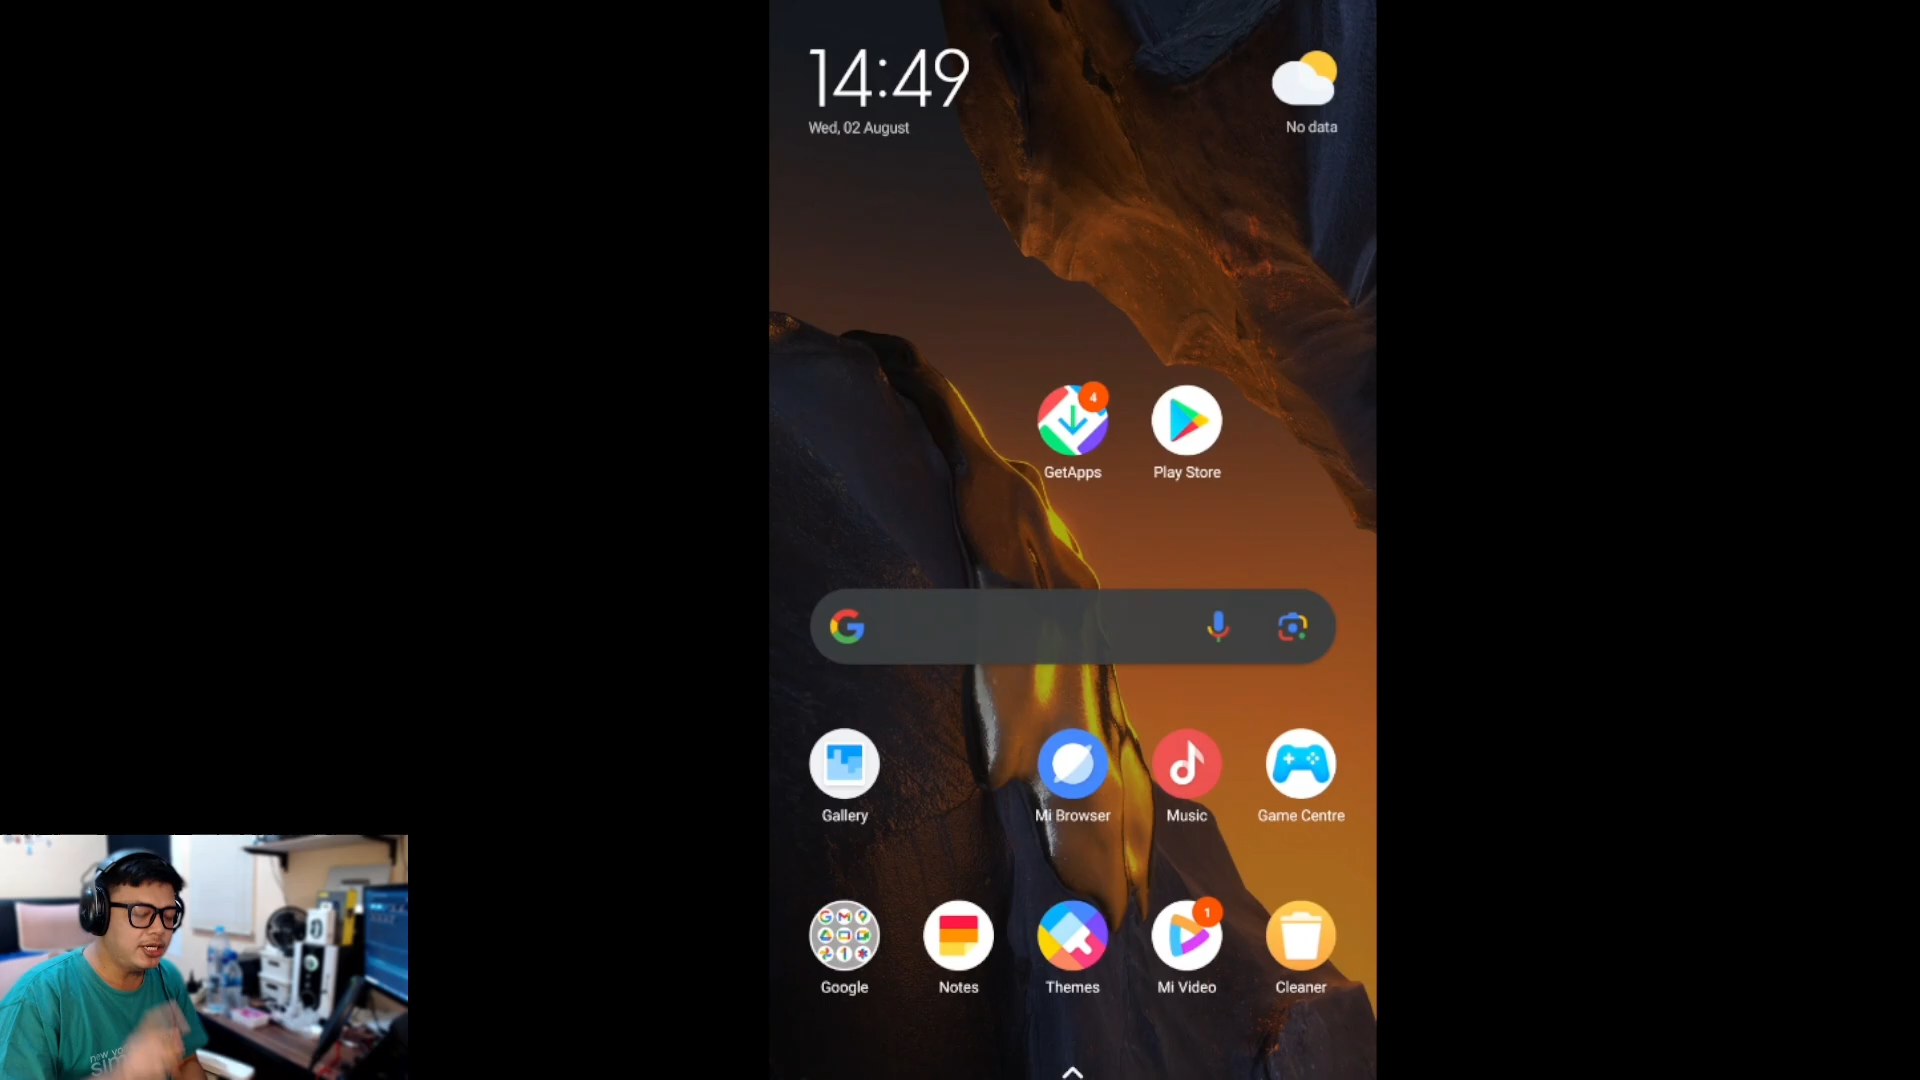 14:49
Wed, 02 August
No data
4
GetApps
Play Store
Gallery
Mi Browser
Music
Game Centre
1
Google
Notes
Themes
Mi Video
Cleaner